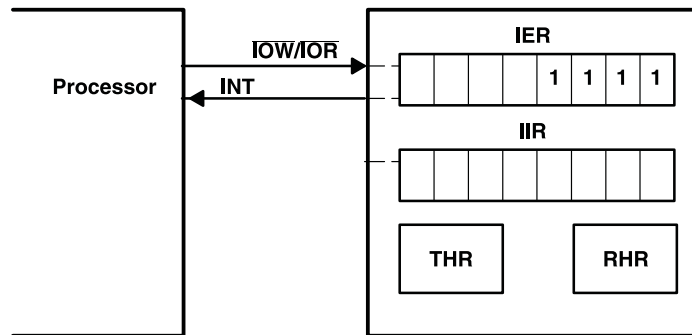 IER
IOW/IOR
1 1 1 1
Processor
INT
IIR
THR
RHR